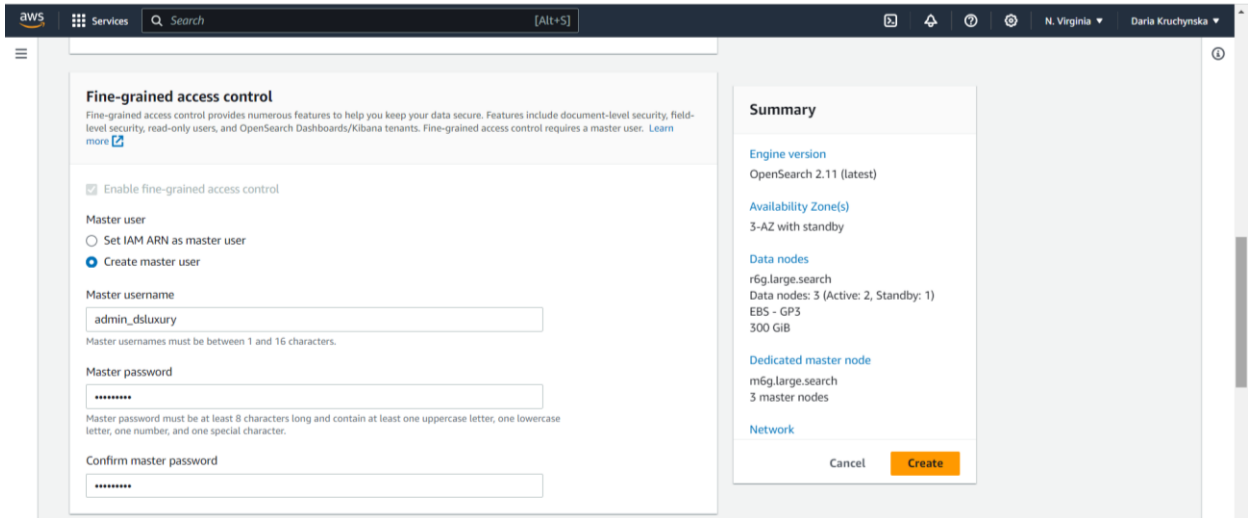 aws
Services
Search
[Alt+S]
N. Virginia
Daria Kruchynska
Fine-grained access control
Fine-grained access control provides numerous features to help you keep your data secure. Features include document-level security, field-
level security, read-only users, and OpenSearch Dashboards/Kibana tenants. Fine-grained access control requires a master user. Learn
more
Enable fine-grained access control
Master user
Set IAM ARN as master user
Create master user
Master username
admin_dsluxury
Master usernames must be between 1 and 16 characters.
Master password
•••••••••
Master password must be at least 8 characters long and contain at least one uppercase letter, one lowercase
letter, one number, and one special character.
Confirm master password
•••••••••
Summary
Engine version
OpenSearch 2.11 (latest)
Availability Zone(s)
3-AZ with standby
Data nodes
r6g.large.search
Data nodes: 3 (Active: 2, Standby: 1)
EBS - GP3
300 GiB
Dedicated master node
m6g.large.search
3 master nodes
Network
Cancel
Create